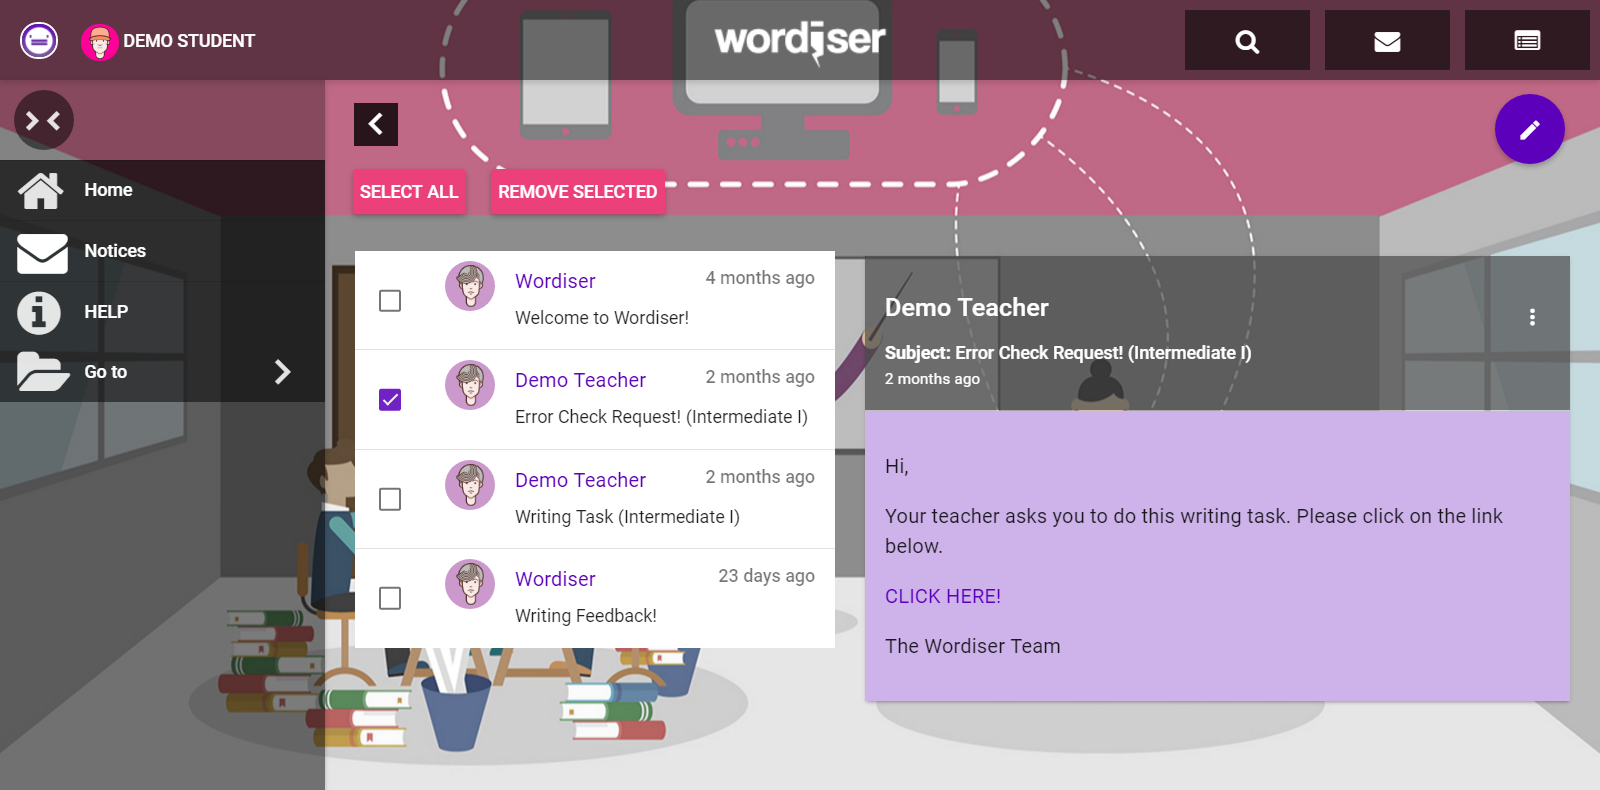 DEMO STUDENT
wordiser
Home
Notices
HELP
Go to
SELECT ALL
REMOVE SELECTED
Wordiser
4 months ago
Welcome to Wordiser!
Demo Teacher
2 months ago
Error Check Request! (Intermediate I)
Demo Teacher
2 months ago
Writing Task (Intermediate I)
Wordiser
23 days ago
Writing Feedback!
Demo Teacher
Subject: Error Check Request! (Intermediate I)
2 months ago
Hi,
Your teacher asks you to do this writing task. Please click on the link
below.
CLICK HERE!
The Wordiser Team